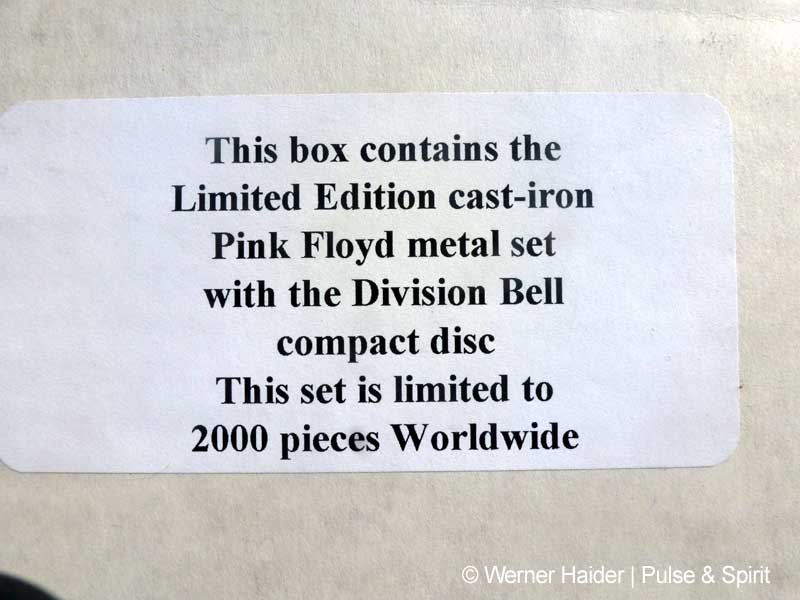 This box contains the
Limited Edition cast-iron
Pink Floyd metal set
with the Division Bell
compact disc
This set is limited to
2000 pieces Worldwide
© Werner Haider | Pulse & Spirit